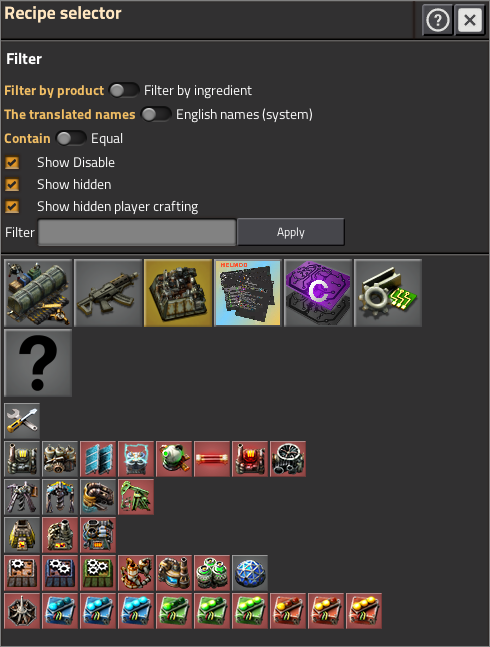 Recipe selector
Filter
Filter by product Filter by ingredient
The translated names English names (system)
Contain Equal
Show Disable
Show hidden
Show hidden player crafting
Filter Apply
HELMOD
C